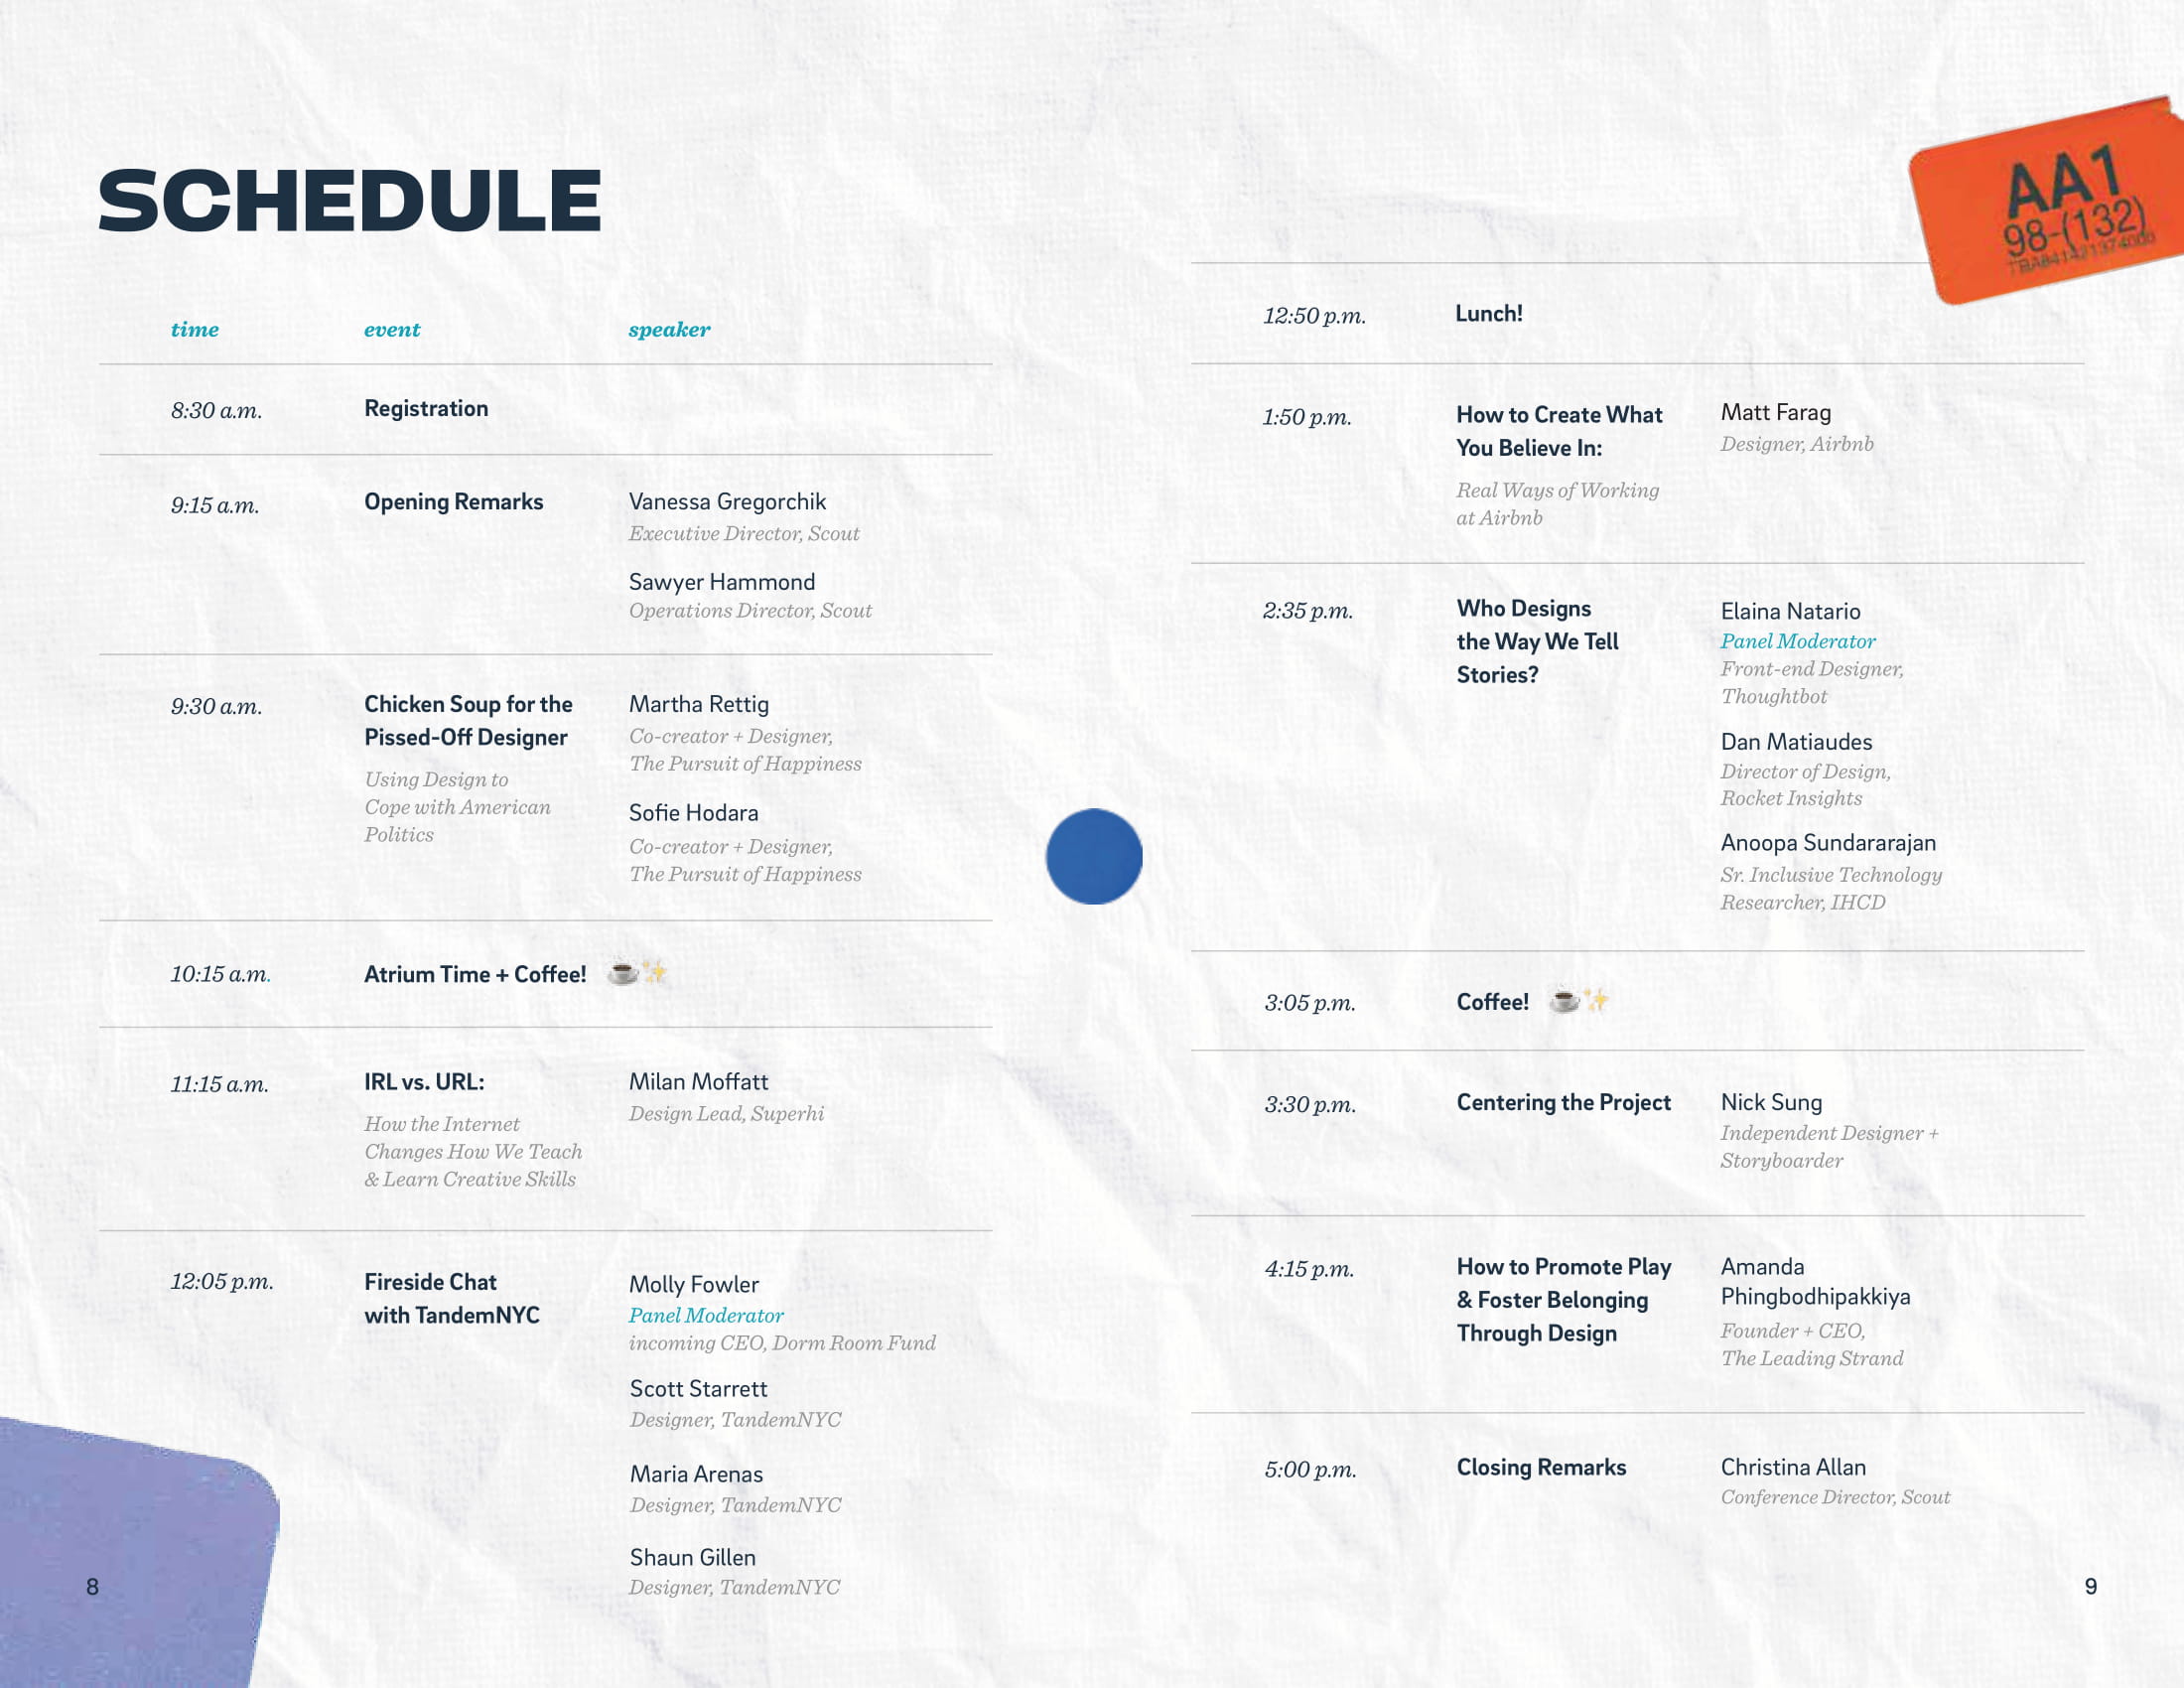 SCHEDULE
time event speaker
8:30 a.m. Registration
9:15 a.m. Opening Remarks Vanessa Gregorchik
Executive Director, Scout
Sawyer Hammond
Operations Director, Scout
9:30 a.m. Chicken Soup for the Martha Rettig
Pissed-Off Designer Co-creator + Designer,
The Pursuit of Happiness
Using Design to
Cope with American Sofie Hodara
Politics Co-creator + Designer,
The Pursuit of Happiness
10:15 a.m. Atrium Time + Coffee! ☕✨
11:15 a.m. IRL vs. URL: Milan Moffatt
Design Lead, Superhi
How the Internet
Changes How We Teach
& Learn Creative Skills
12:05 p.m. Fireside Chat Molly Fowler
with TandemNYC Panel Moderator
incoming CEO, Dorm Room Fund
Scott Starrett
Designer, TandemNYC
Maria Arenas
Designer, TandemNYC
Shaun Gillen
Designer, TandemNYC
8
AA1
98-(132)
12:50 p.m. Lunch!
1:50 p.m. How to Create What Matt Farag
You Believe In: Designer, Airbnb
Real Ways of Working
at Airbnb
2:35 p.m. Who Designs Elaina Natario
the Way We Tell Panel Moderator
Stories? Front-end Designer,
Thoughtbot
Dan Matiaudes
Director of Design,
Rocket Insights
Anoopa Sundararajan
Sr. Inclusive Technology
Researcher, IHCD
3:05 p.m. Coffee! ☕✨
3:30 p.m. Centering the Project Nick Sung
Independent Designer +
Storyboarder
4:15 p.m. How to Promote Play Amanda
& Foster Belonging Phingbodhipakkiya
Through Design Founder + CEO,
The Leading Strand
5:00 p.m. Closing Remarks Christina Allan
Conference Director, Scout
9